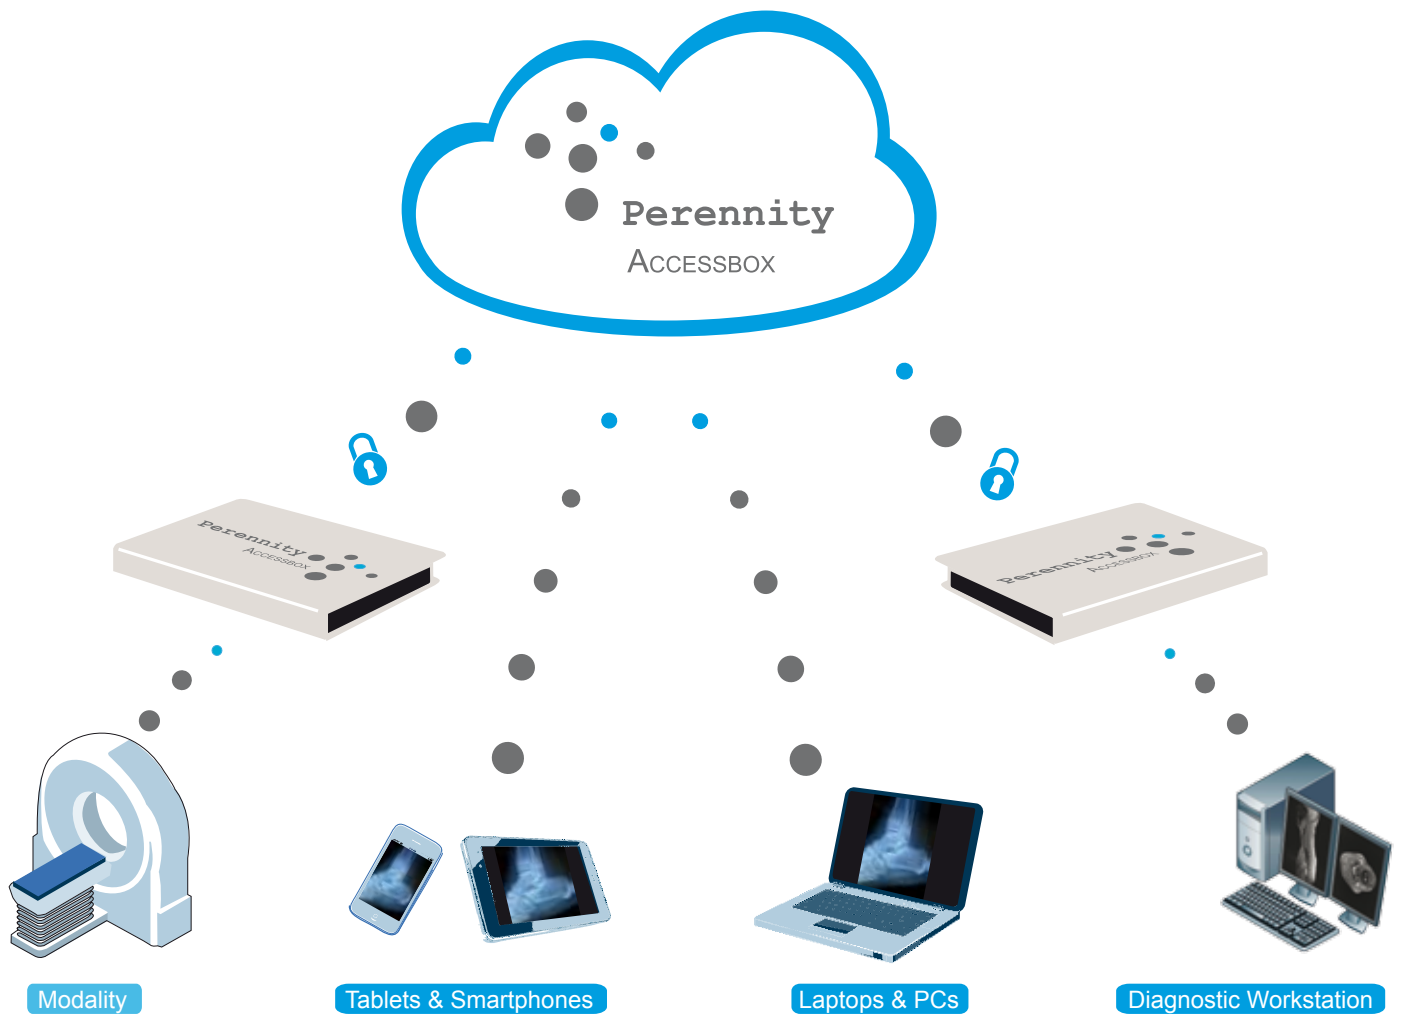 Perennity
ACCESSBOX
Perennity
ACCESSBOX
Perennity
ACCESSBOX
Modality
Tablets & Smartphones
Laptops & PCs
Diagnostic Workstation